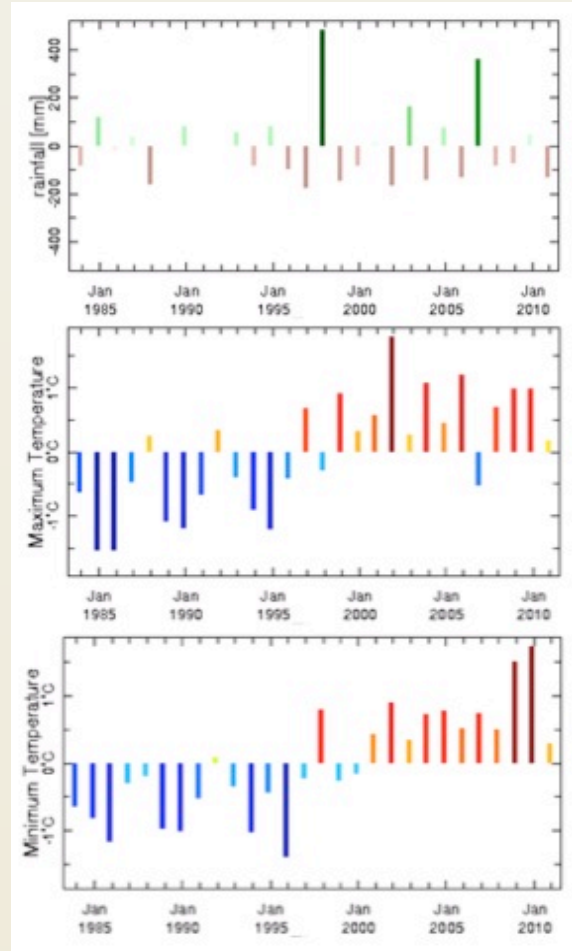 rainfall [mm]
400
200
0
-200
-400
Jan Jan Jan Jan Jan Jan
1985 1990 1995 2000 2005 2010
Maximum Temperature
1°C
0°C
-1°C
Jan Jan Jan Jan Jan Jan
1985 1990 1995 2000 2005 2010
Minimum Temperature
1°C
0°C
-1°C
Jan Jan Jan Jan Jan Jan
1985 1990 1995 2000 2005 2010